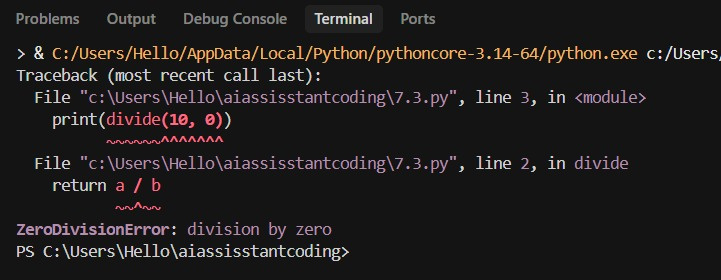 Problems Output Debug Console Terminal Ports
> & C:/Users/Hello/AppData/Local/Python/pythoncore-3.14-64/python.exe c:/Users/
Traceback (most recent call last):
  File "c:\Users\Hello\aiassisstantcoding\7.3.py", line 3, in <module>
    print(divide(10, 0))
          ~~~~~~^^^^^^^
  File "c:\Users\Hello\aiassisstantcoding\7.3.py", line 2, in divide
    return a / b
           ~~^~~
ZeroDivisionError: division by zero
PS C:\Users\Hello\aiassisstantcoding>